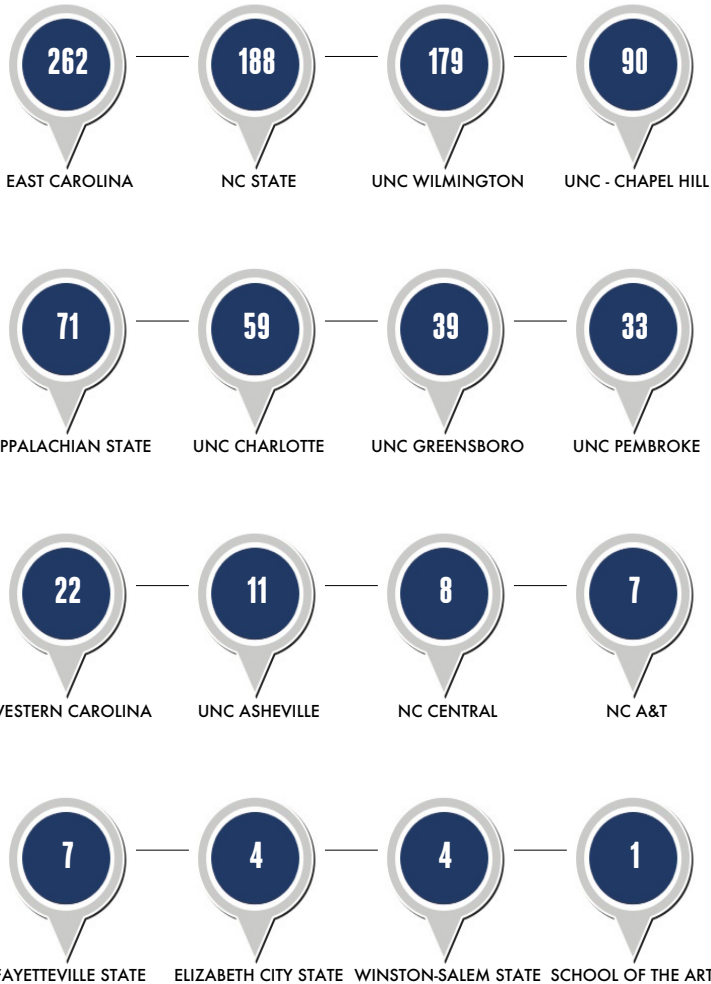 262 188 179 90
EAST CAROLINA NC STATE UNC WILMINGTON UNC - CHAPEL HILL
71 59 39 33
PPALACHIAN STATE UNC CHARLOTTE UNC GREENSBORO UNC PEMBROKE
22 11 8 7
WESTERN CAROLINA UNC ASHEVILLE NC CENTRAL NC A&T
7 4 4 1
FAYETTEVILLE STATE ELIZABETH CITY STATE WINSTON-SALEM STATE SCHOOL OF THE ART